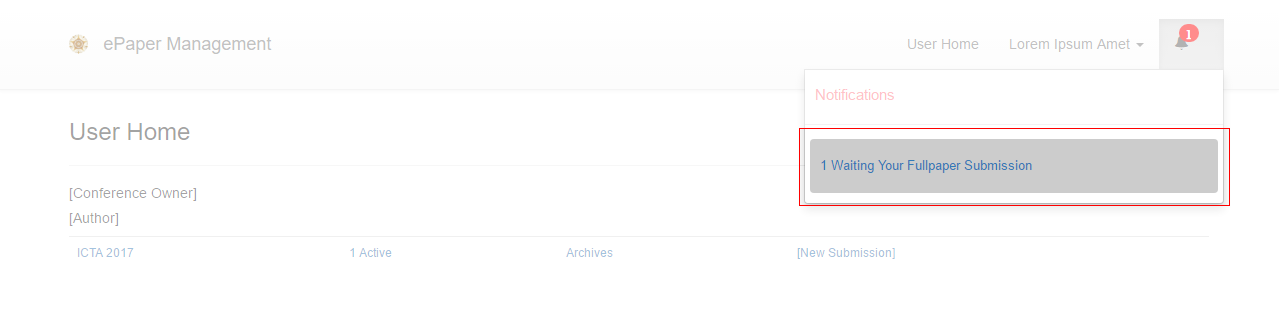 ePaper Management
User Home
Lorem Ipsum Amet
1
Notifications
1 Waiting Your Fullpaper Submission
User Home
[Conference Owner]
[Author]
ICTA 2017
1 Active
Archives
[New Submission]